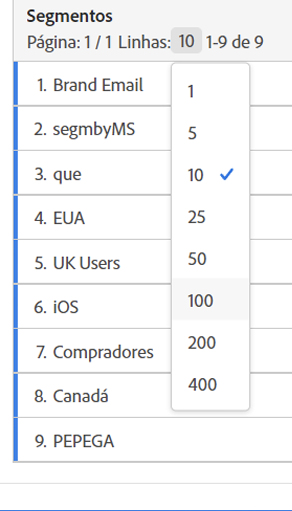 Segmentos
Página: 1 / 1 Linhas: 10 1-9 de 9
1. Brand Email
2. segmbyMS
3. que
4. EUA
5. UK Users
6. iOS
7. Compradores
8. Canadá
9. PEPEGA
1
5
10
25
50
100
200
400